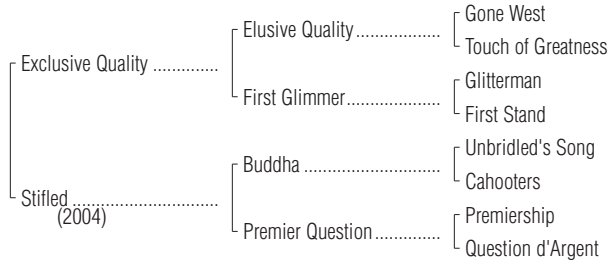 Gone West
Elusive Quality...................
Touch of Greatness
Exclusive Quality ..............
Glitterman
First Glimmer.....................
First Stand
Unbridled's Song
Buddha ..............................
Cahooters
Stifled ...............................
(2004)
Premiership
Premier Question...............
Question d'Argent